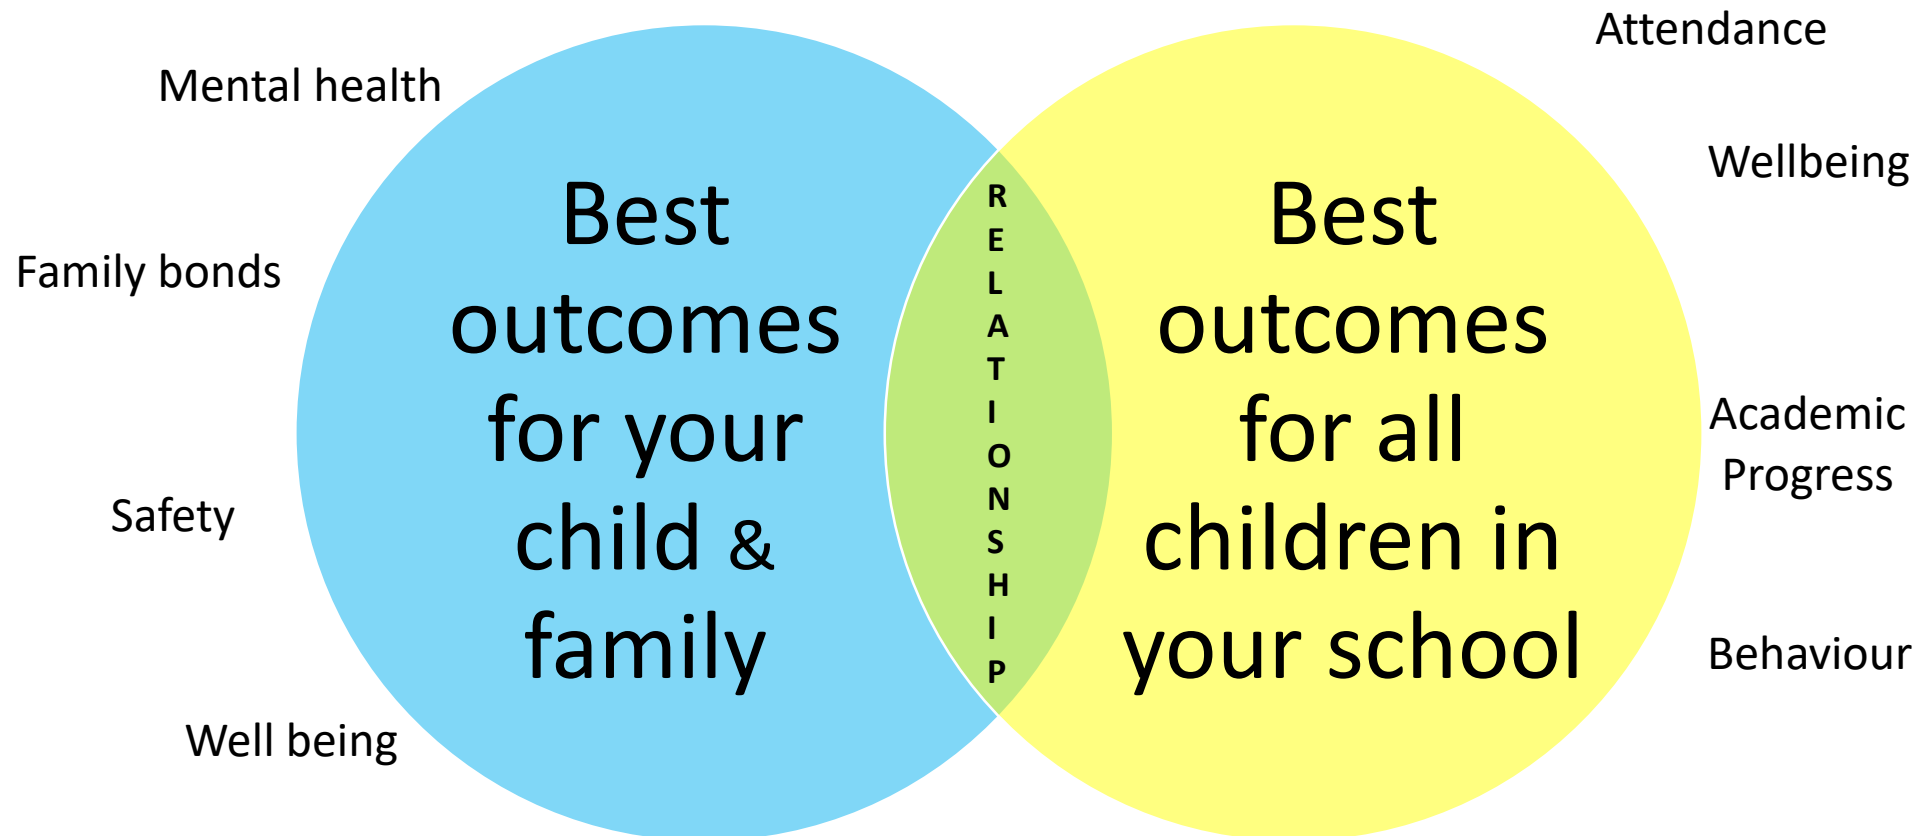 Mental health
Family bonds
Safety
Well being
Best
outcomes
for your
child &
family
R
E
L
A
T
I
O
N
S
H
I
P
Best
outcomes
for all
children in
your school
Attendance
Wellbeing
Academic
Progress
Behaviour